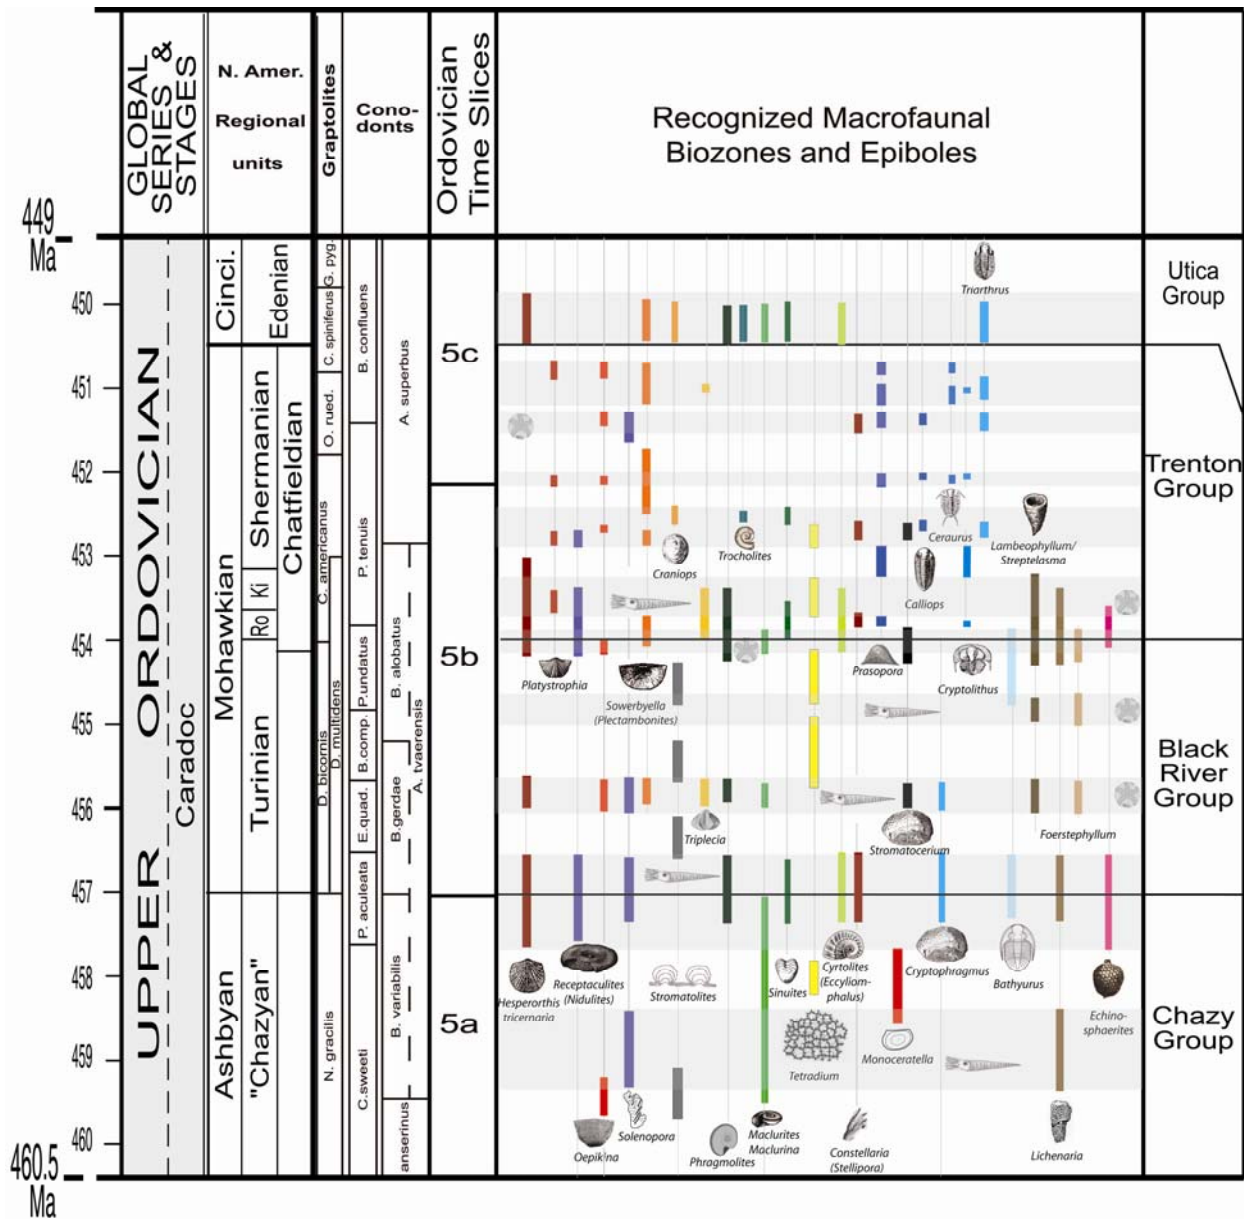 GLOBAL
SERIES &
STAGES
N. Amer.
Regional
units
Graptolites
Cono-
donts
Ordovician
Time Slices
Recognized Macrofaunal
Biozones and Epiboles
449
Ma
450
451
452
453
454
455
456
457
458
459
460
460.5
Ma
UPPER ORDOVICIAN
Caradoc
Cinci.
Mohawkian
Ashbyan
Edenian
Shermanian
Ki
Ro
Chatfieldian
Turinian
"Chazyan"
G. pyg.
C. spiniferus
O. rued.
C. americanus
D. bicornis
D. multidens
N. gracilis
B. confluens
P. tenuis
P.undatus
B.comp.
E.quad.
P. aculeata
C.sweeti
A. superbus
B. alobatus
A. tvaerensis
B.gerdae
B. variabilis
anserinus
5c
5b
5a
Triarthrus
Ceraurus
Lambeophyllum/
Streptelasma
Trocholites
Craniops
Calliops
Platystrophia
Sowerbyella
(Plectambonites)
Prasopora
Cryptolithus
Triplecia
Stromatocerium
Foerstephyllum
Hesperorthis
tricernaria
Receptaculites
(Nidulites)
Stromatolites
Sinuites
Cyrtolites
(Eccyliom-
phalus)
Cryptophragmus
Bathyurus
Echino-
sphaerites
Tetradium
Monoceratella
Oepikina
Solenopora
Phragmolites
Maclurites
Maclurina
Constellaria
(Stellipora)
Lichenaria
Utica
Group
Trenton
Group
Black
River
Group
Chazy
Group